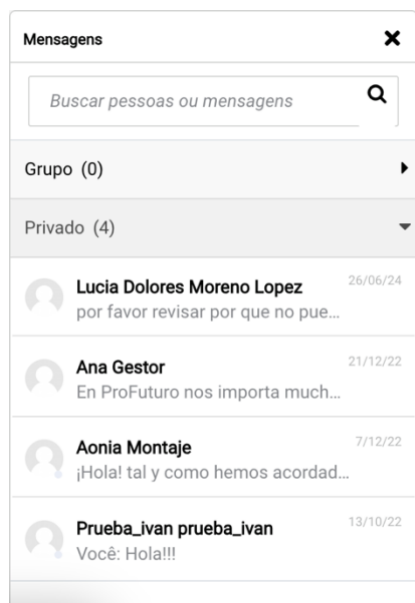 Mensagens
Buscar pessoas ou mensagens
Grupo (0)
Privado (4)
Lucia Dolores Moreno Lopez 26/06/24
por favor revisar por que no pue...
Ana Gestor 21/12/22
En ProFuturo nos importa much...
Aonia Montaje 7/12/22
¡Hola! tal y como hemos acordad...
Prueba_ivan prueba_ivan 13/10/22
Você: Hola!!!